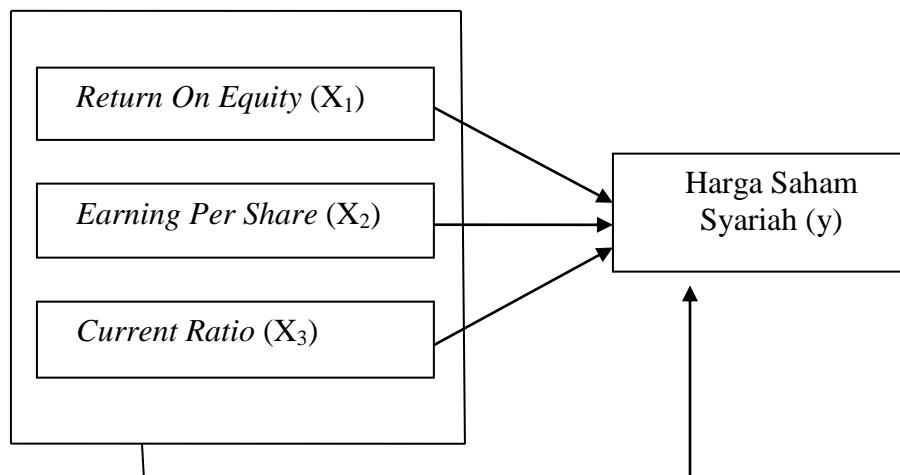 Return On Equity (X₁)
Earning Per Share (X₂)
Current Ratio (X₃)
Harga Saham
Syariah (y)